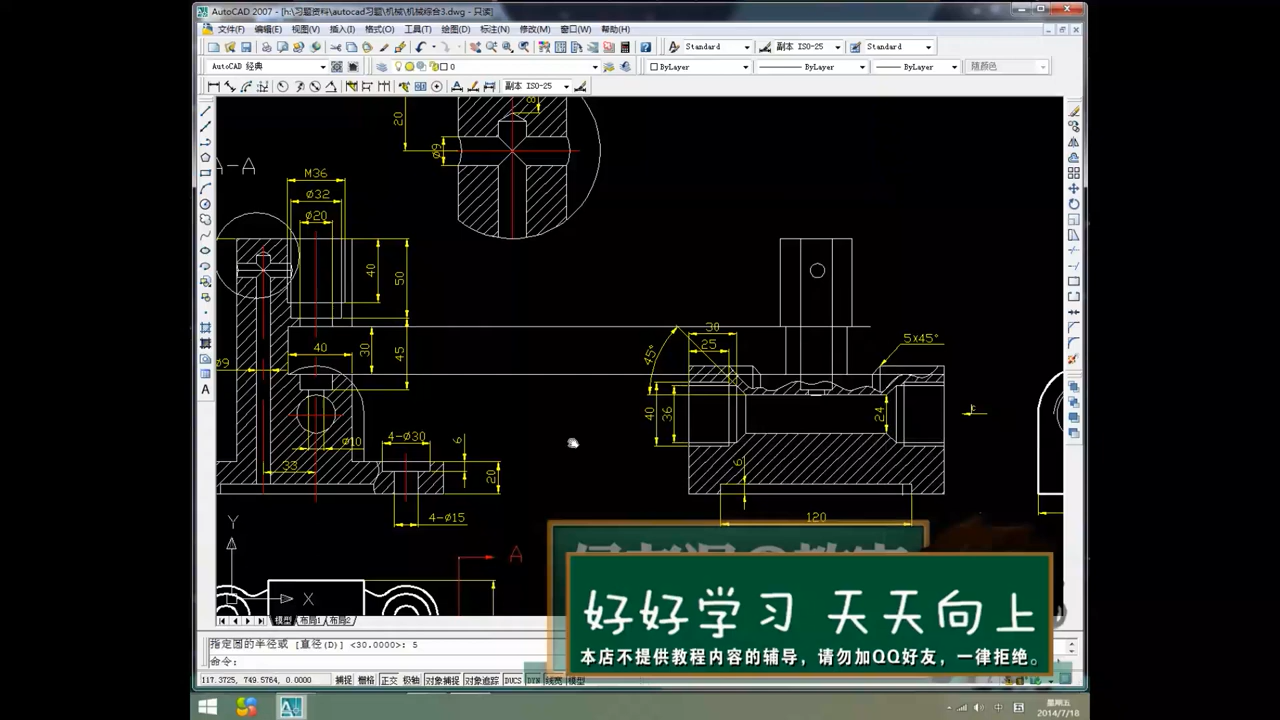 AutoCAD 2007 - [h:\习题资料\autocad习题\机械\机械综合3.dwg - 只读]
文件(F) 编辑(E) 视图(V) 插入(I) 格式(O) 工具(T) 绘图(D) 标注(N) 修改(M) 窗口(W) 帮助(H)
Standard 副本 ISO-25 Standard
AutoCAD 经典 0 ByLayer ByLayer ByLayer 随颜色
副本 ISO-25
20
8
Ø9
A-A
M36
Ø32
Ø20
40
50
40
30
45
Ø9
Ø10
4-Ø30
6
20
33
4-Ø15
30
25
45°
5x45°
40
36
24
c
6
120
A
Y
X
模型 布局1 布局2
指定圆的半径或 [直径(D)] <30.0000>: 5
命令:
好好学习 天天向上
本店不提供教程内容的辅导，请勿加QQ好友，一律拒绝。
117.3725, 749.5764, 0.0000 捕捉 栅格 正交 极轴 对象捕捉 对象追踪 DUCS DYN 线宽 模型
中 五
星期五
2014/7/18